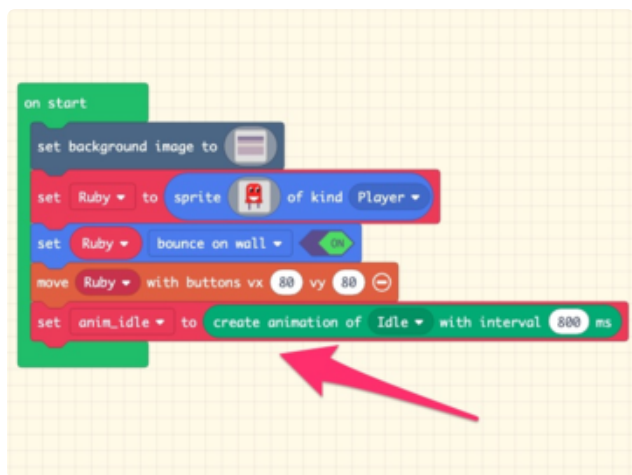 on start
set background image to
set Ruby to sprite of kind Player
set Ruby bounce on wall ON
move Ruby with buttons vx 80 vy 80
set anim_idle to create animation of Idle with interval 800 ms